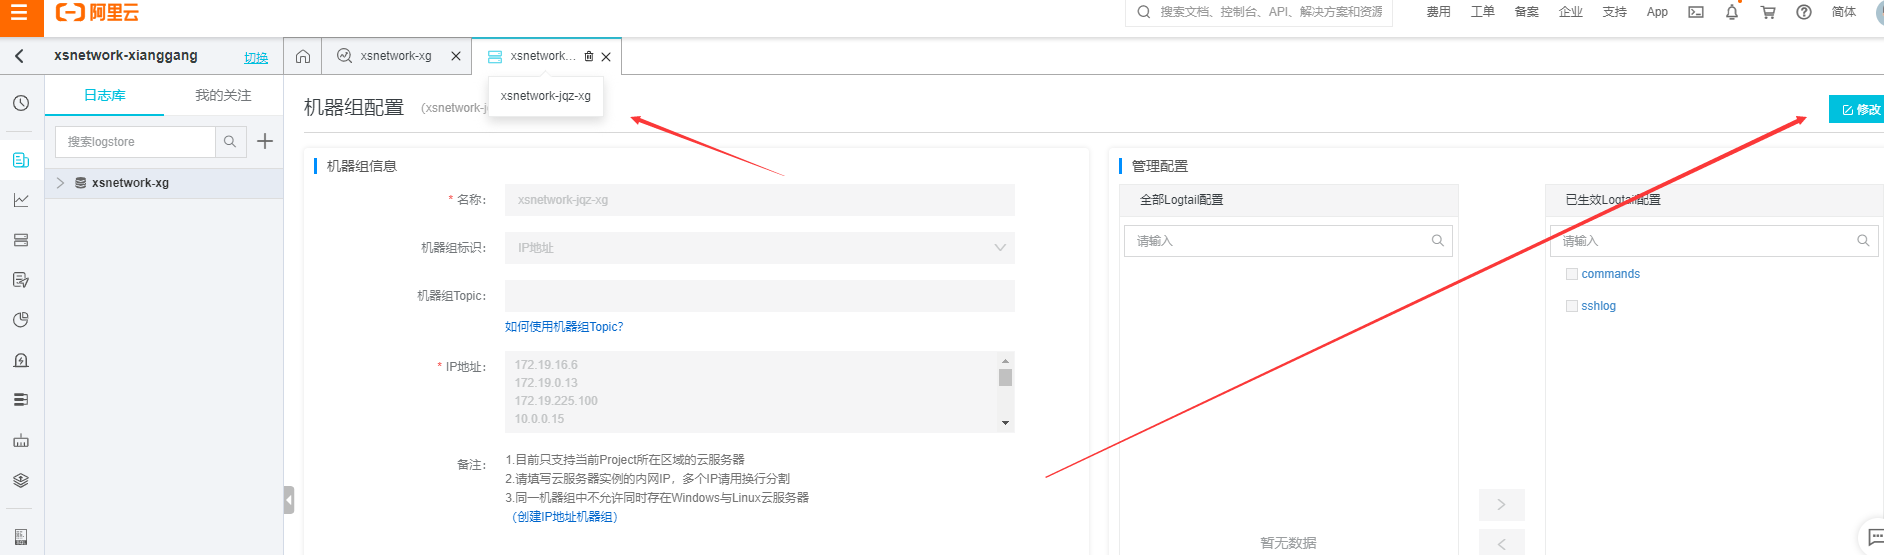 阿里云
搜索文档、控制台、API、解决方案和资源
费用
工单
备案
企业
支持
App
简体
xsnetwork-xianggang
切换
xsnetwork-xg
xsnetwork...
日志库
我的关注
机器组配置
(xsnetwork-j
xsnetwork-jqz-xg
修改
搜索logstore
xsnetwork-xg
机器组信息
* 名称：
xsnetwork-jqz-xg
机器组标识：
IP地址
机器组Topic：
如何使用机器组Topic?
* IP地址：
172.19.16.6
172.19.0.13
172.19.225.100
10.0.0.15
备注：
1.目前只支持当前Project所在区域的云服务器
2.请填写云服务器实例的内网IP，多个IP请用换行分割
3.同一机器组中不允许同时存在Windows与Linux云服务器
（创建IP地址机器组）
管理配置
全部Logtail配置
请输入
暂无数据
已生效Logtail配置
请输入
commands
sshlog